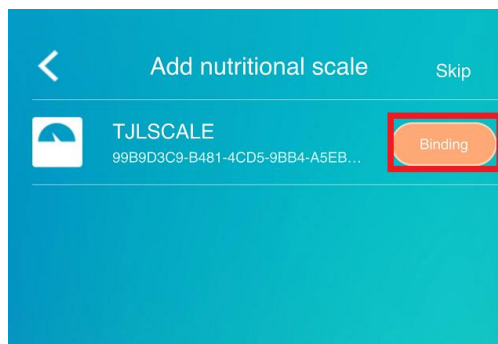 Add nutritional scale Skip
TJLSCALE
99B9D3C9-B481-4CD5-9BB4-A5EB...
Binding